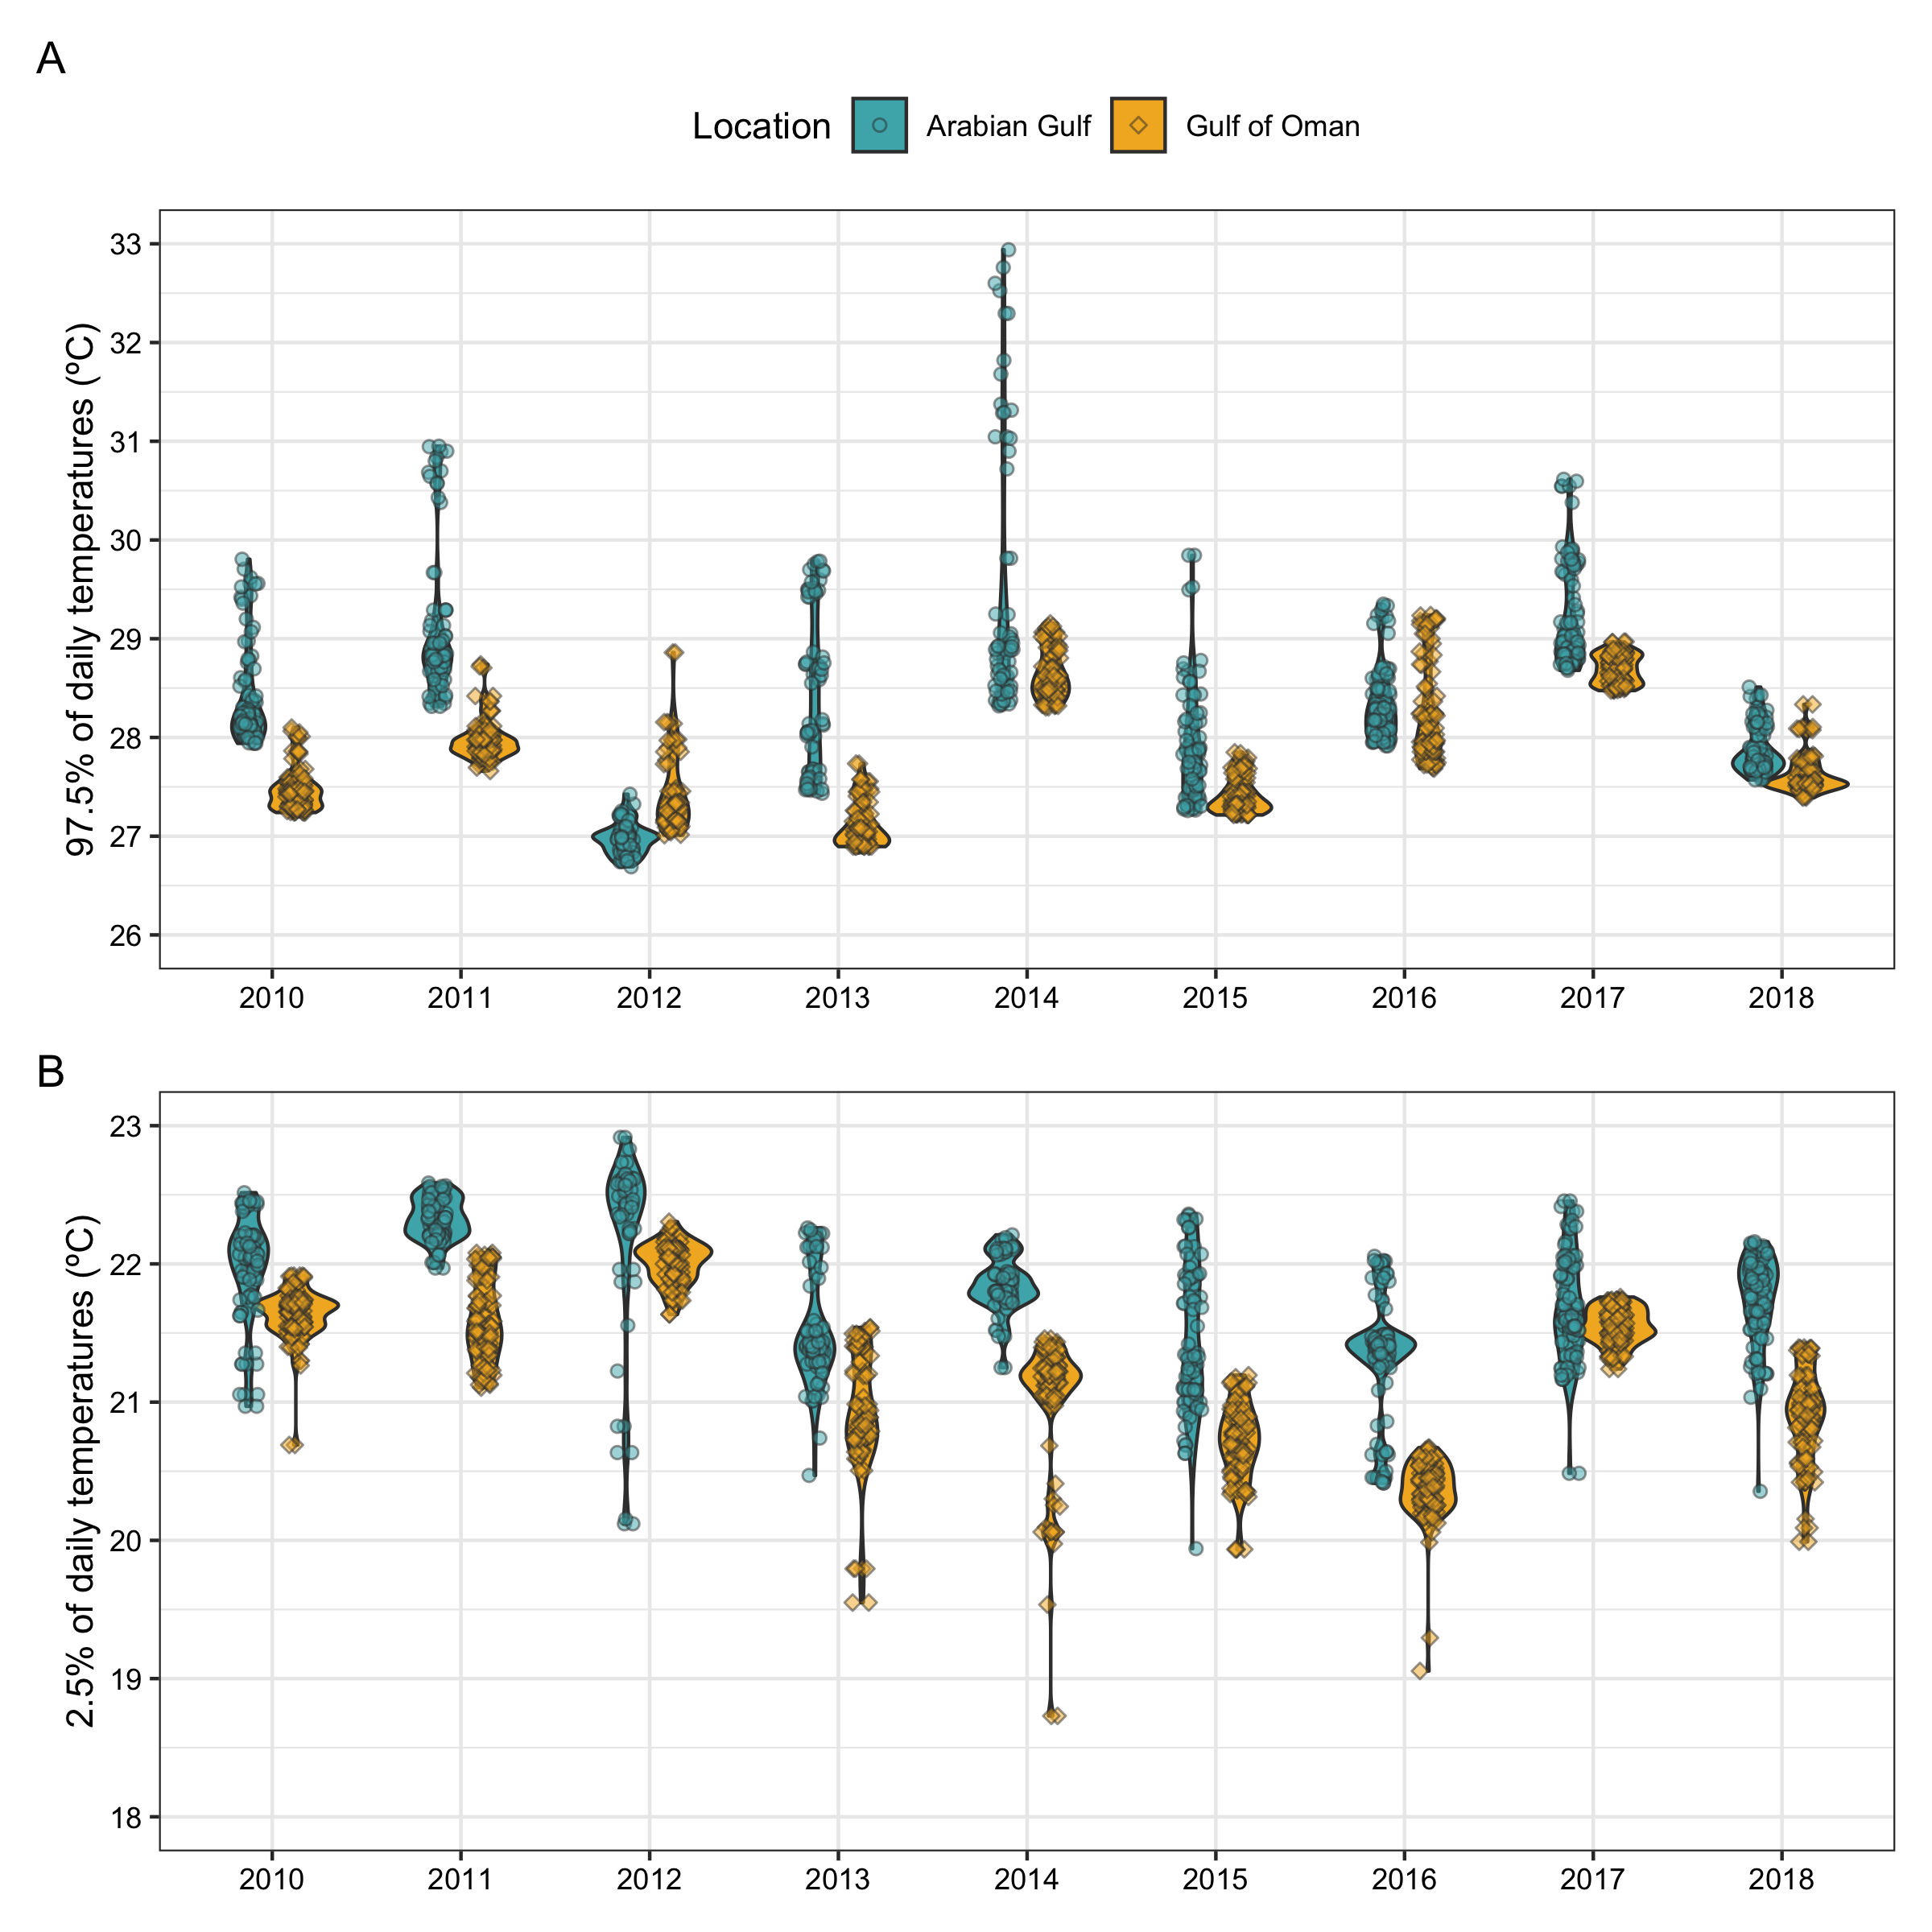 A
Location Arabian Gulf Gulf of Oman
97.5% of daily temperatures (ºC)
33
32
31
30
29
28
27
26
2010 2011 2012 2013 2014 2015 2016 2017 2018
B
2.5% of daily temperatures (ºC)
23
22
21
20
19
18
2010 2011 2012 2013 2014 2015 2016 2017 2018